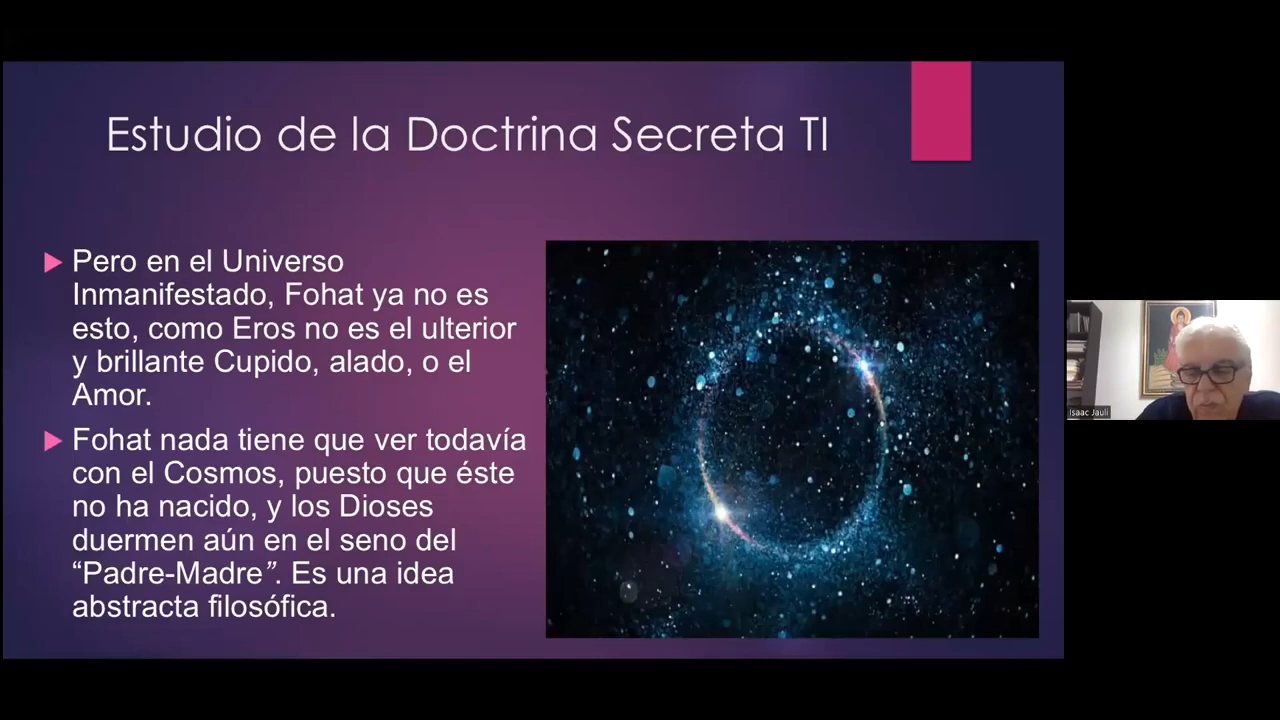 Estudio de la Doctrina Secreta TI
Pero en el Universo
Inmanifestado, Fohat ya no es
esto, como Eros no es el ulterior
y brillante Cupido, alado, o el
Amor.
Fohat nada tiene que ver todavía
con el Cosmos, puesto que éste
no ha nacido, y los Dioses
duermen aún en el seno del
“Padre-Madre”. Es una idea
abstracta filosófica.
Isaac Jauli